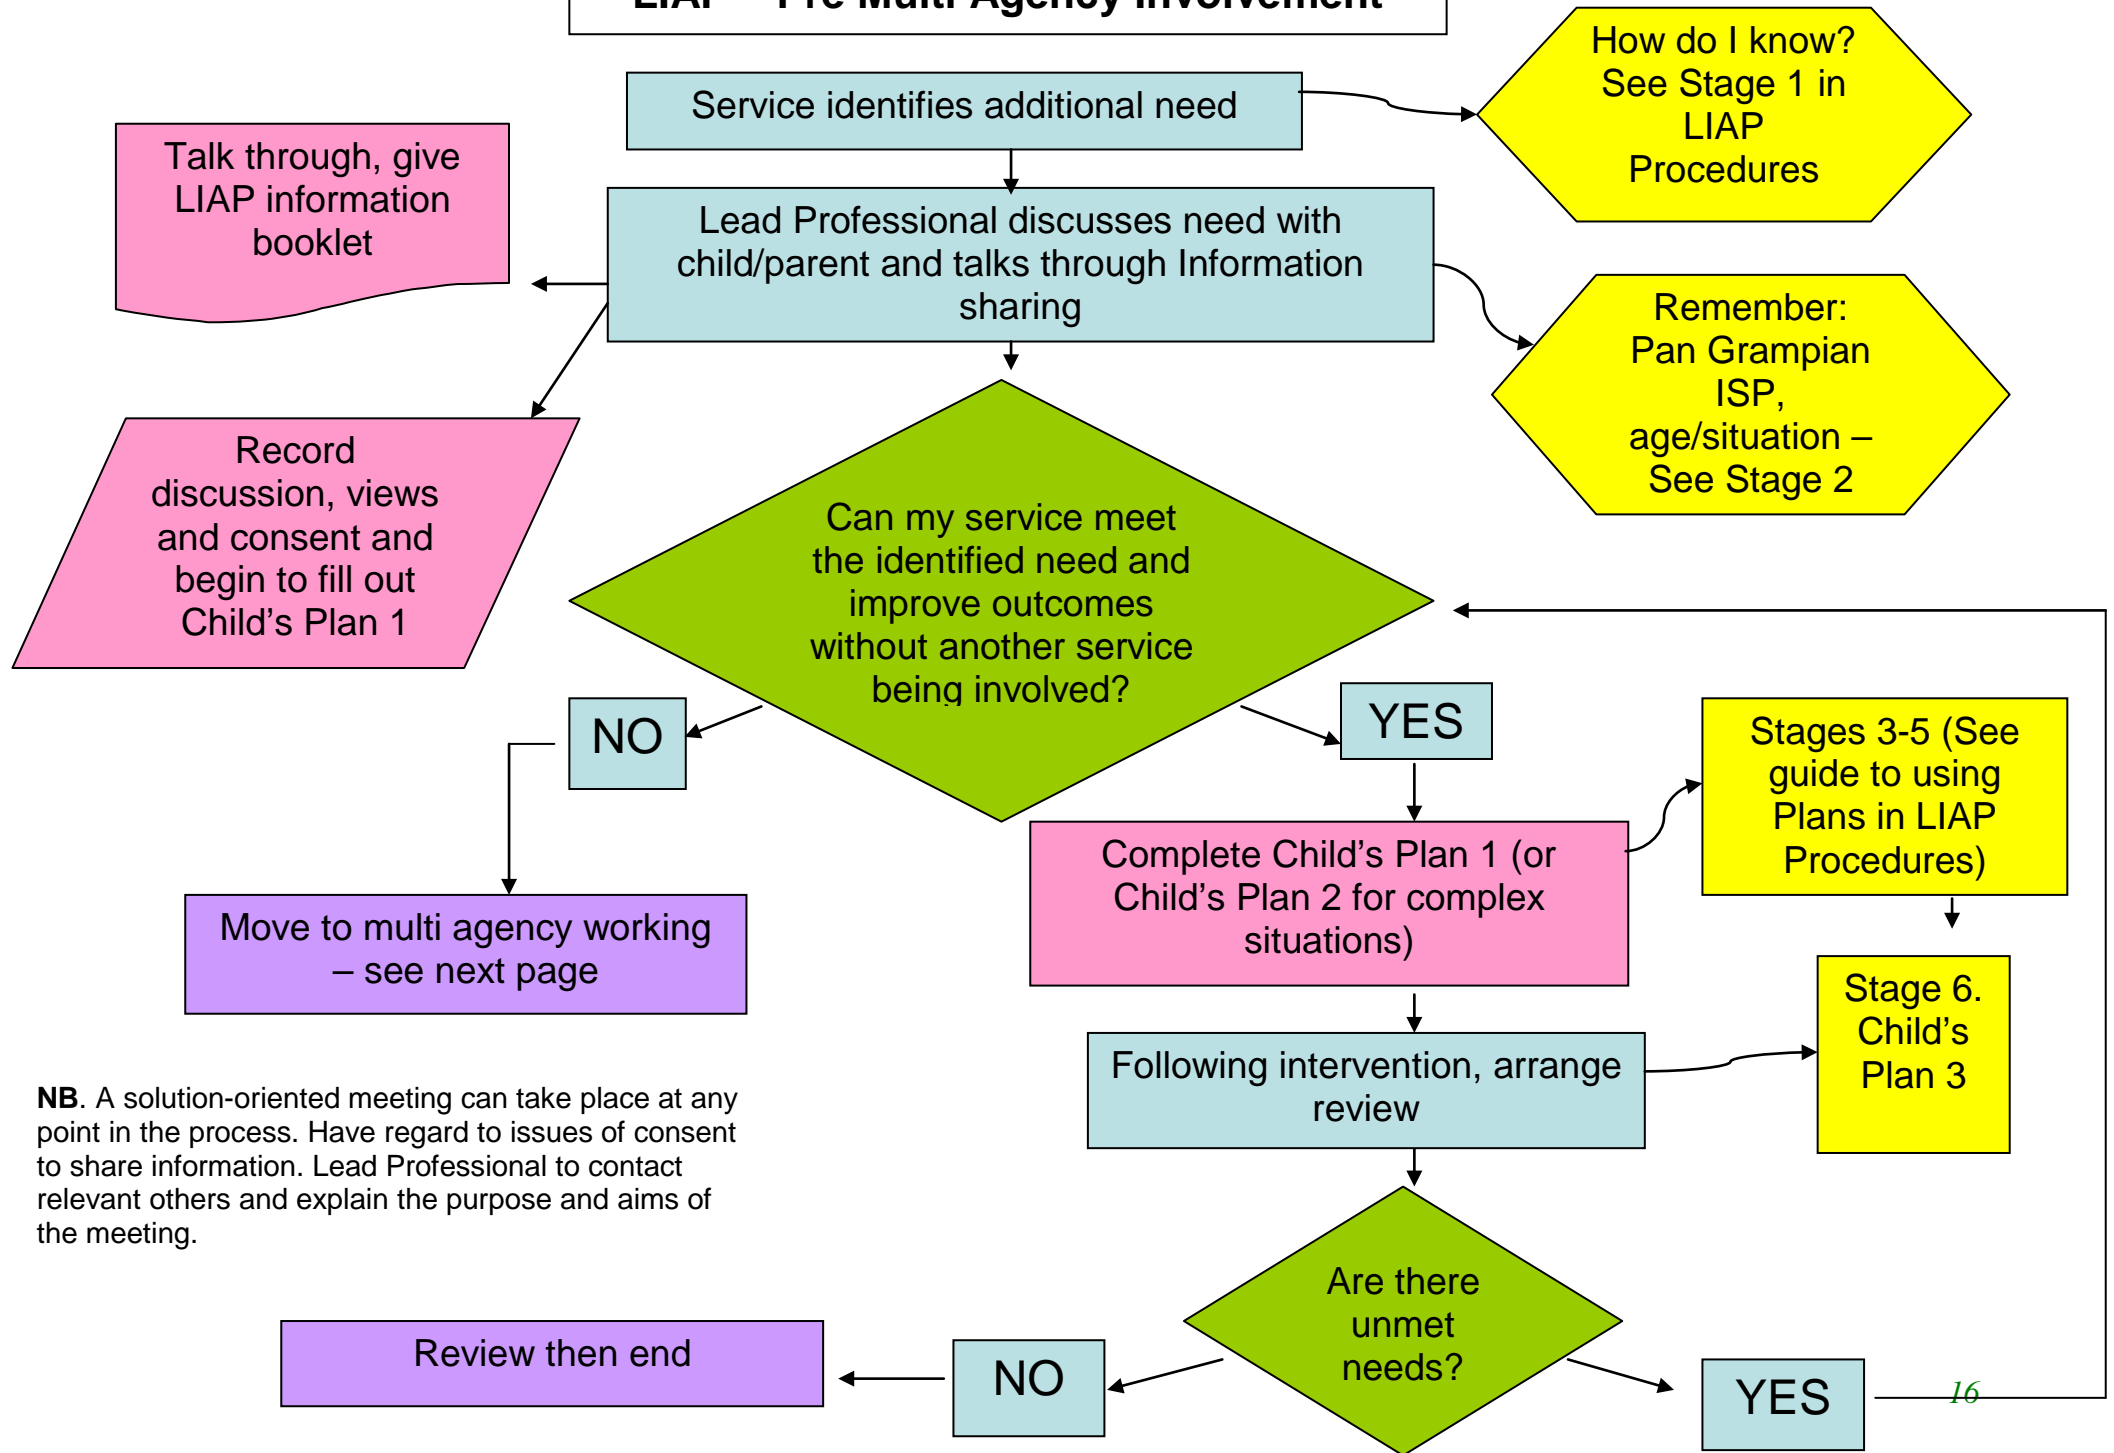 LIAP – Pre Multi Agency Involvement
Service identifies additional need
How do I know?
See Stage 1 in
LIAP
Procedures
Talk through, give
LIAP information
booklet
Lead Professional discusses need with
child/parent and talks through Information
sharing
Remember:
Pan Grampian
ISP,
age/situation –
See Stage 2
Record
discussion, views
and consent and
begin to fill out
Child’s Plan 1
Can my service meet
the identified need and
improve outcomes
without another service
being involved?
NO
YES
Stages 3-5 (See
guide to using
Plans in LIAP
Procedures)
Complete Child’s Plan 1 (or
Child’s Plan 2 for complex
situations)
Move to multi agency working
– see next page
Stage 6.
Child’s
Plan 3
Following intervention, arrange
review
NB. A solution-oriented meeting can take place at any
point in the process. Have regard to issues of consent
to share information. Lead Professional to contact
relevant others and explain the purpose and aims of
the meeting.
Are there
unmet
needs?
Review then end
NO
YES
16